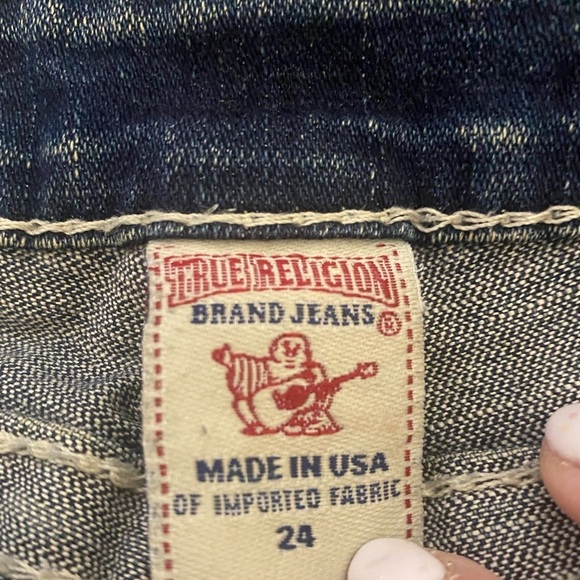 TRUE RELIGION
BRAND JEANS®
MADE IN USA
OF IMPORTED FABRIC
24